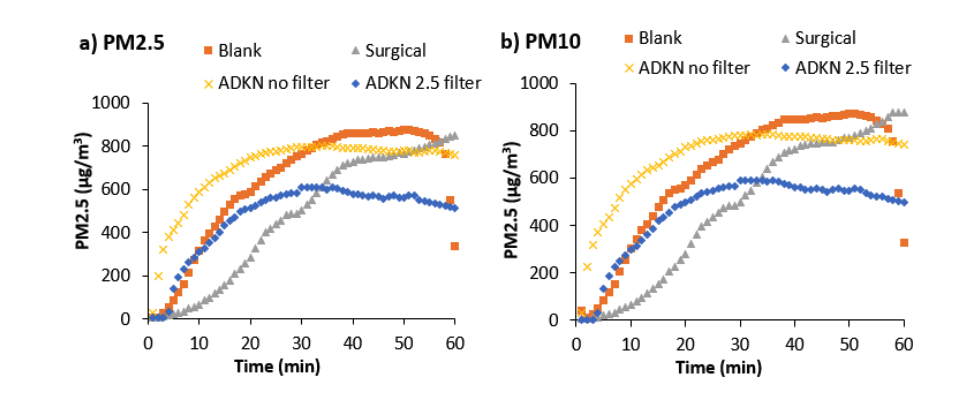 a) PM2.5
Blank
Surgical
ADKN no filter
ADKN 2.5 filter
PM2.5 (µg/m³)
1000
800
600
400
200
0
0 10 20 30 40 50 60
Time (min)
b) PM10
Blank
Surgical
ADKN no filter
ADKN 2.5 filter
PM2.5 (µg/m³)
1000
800
600
400
200
0
0 10 20 30 40 50 60
Time (min)